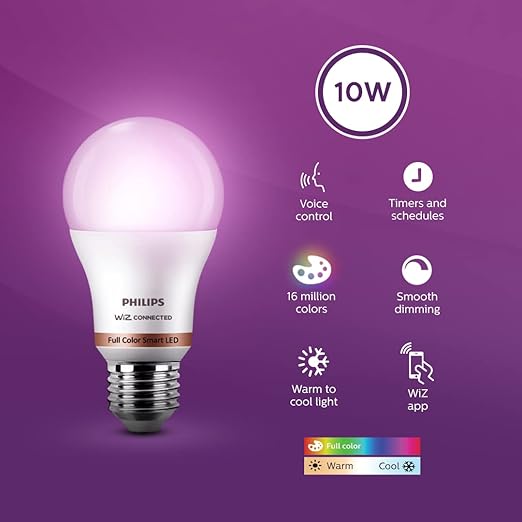 10W
Voice
control
Timers and
schedules
16 million
colors
Smooth
dimming
Warm to
cool light
WiZ
app
PHILIPS
WiZ CONNECTED
Full Color Smart LED
Full color
Warm Cool